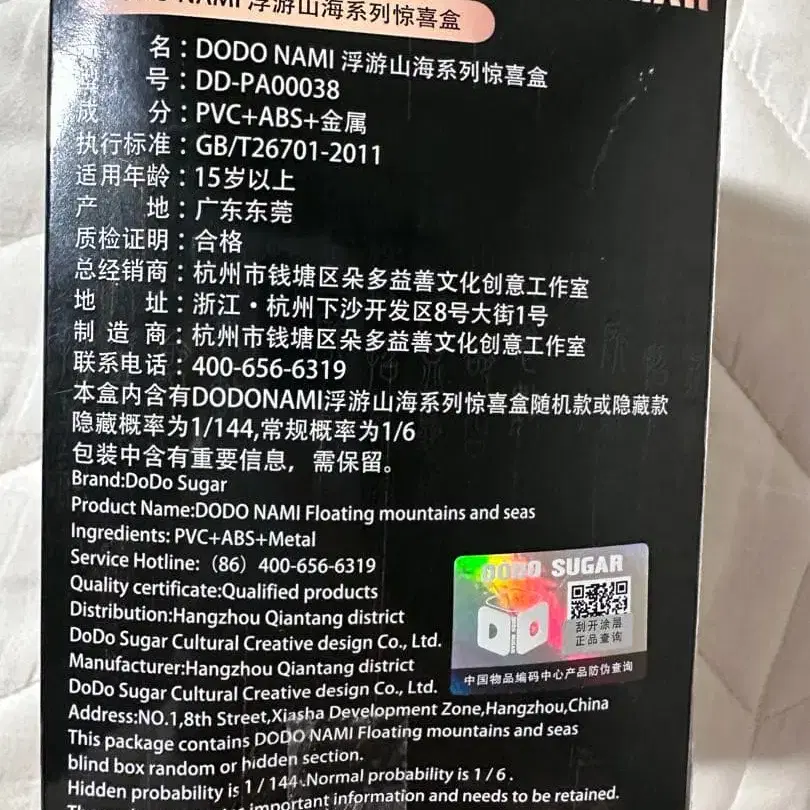 NAMI 浮游山海系列惊喜盒
名：DODO NAMI 浮游山海系列惊喜盒
号：DD-PA00038
成 分：PVC+ABS+金属
执行标准：GB/T26701-2011
适用年龄：15岁以上
产 地：广东东莞
质检证明：合格
总经销商：杭州市钱塘区朵多益善文化创意工作室
地 址：浙江·杭州下沙开发区8号大街1号
制 造 商：杭州市钱塘区朵多益善文化创意工作室
联系电话：400-656-6319
本盒内含有DODONAMI浮游山海系列惊喜盒随机款或隐藏款
隐藏概率为1/144,常规概率为1/6
包装中含有重要信息，需保留。
Brand:DoDo Sugar
Product Name:DODO NAMI Floating mountains and seas
Ingredients: PVC+ABS+Metal
Service Hotline:（86）400-656-6319
Quality certificate:Qualified products
Distribution:Hangzhou Qiantang district
DoDo Sugar Cultural Creative design Co., Ltd.
Manufacturer:Hangzhou Qiantang district
DoDo Sugar Cultural Creative design Co., Ltd.
Address:NO.1,8th Street,Xiasha Development Zone,Hangzhou,China
This package contains DODO NAMI Floating mountains and seas
blind box random or hidden section.
Hidden probability is 1 / 144.Normal probability is 1 / 6 .
important information and needs to be retained.
DODO SUGAR
DO
刮开涂层
正品查询
中国物品编码中心产品防伪查询